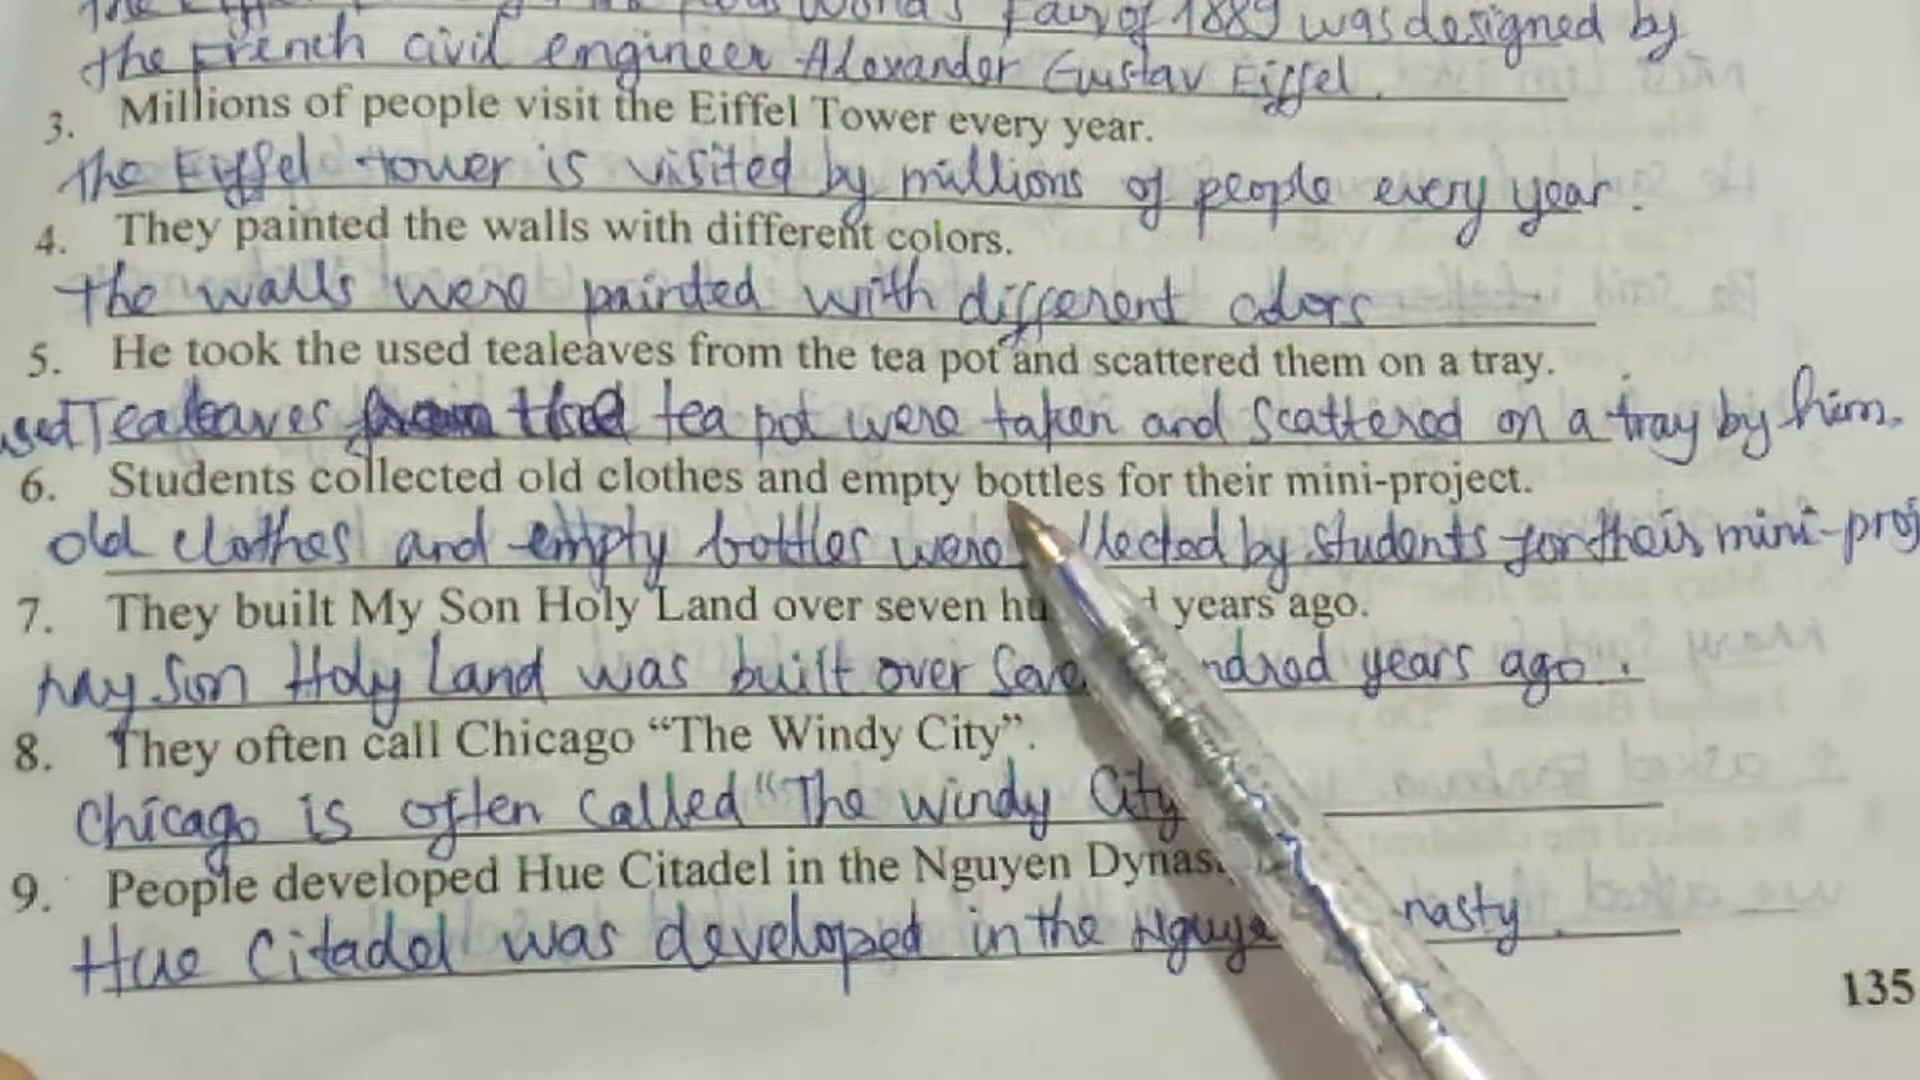 World's Fair of 1889 was designed by
the French civil engineer Alexander Gustav Eiffel.
3. Millions of people visit the Eiffel Tower every year.
The Eiffel tower is visited by millions of people every year.
4. They painted the walls with different colors.
the walls were painted with different colors
5. He took the used tealeaves from the tea pot and scattered them on a tray.
used Tea leaves tea pot were taken and scattered on a tray by him.
6. Students collected old clothes and empty bottles for their mini-project.
old clothes and empty bottles were llected by students for their mini-proj
7. They built My Son Holy Land over seven hu d years ago.
My Son Holy Land was built over Seve ndred years ago.
8. They often call Chicago “The Windy City”.
Chicago is often called “The windy City
9. People developed Hue Citadel in the Nguyen Dynas
Hue Citadel was developed in the Nguye nasty.
135